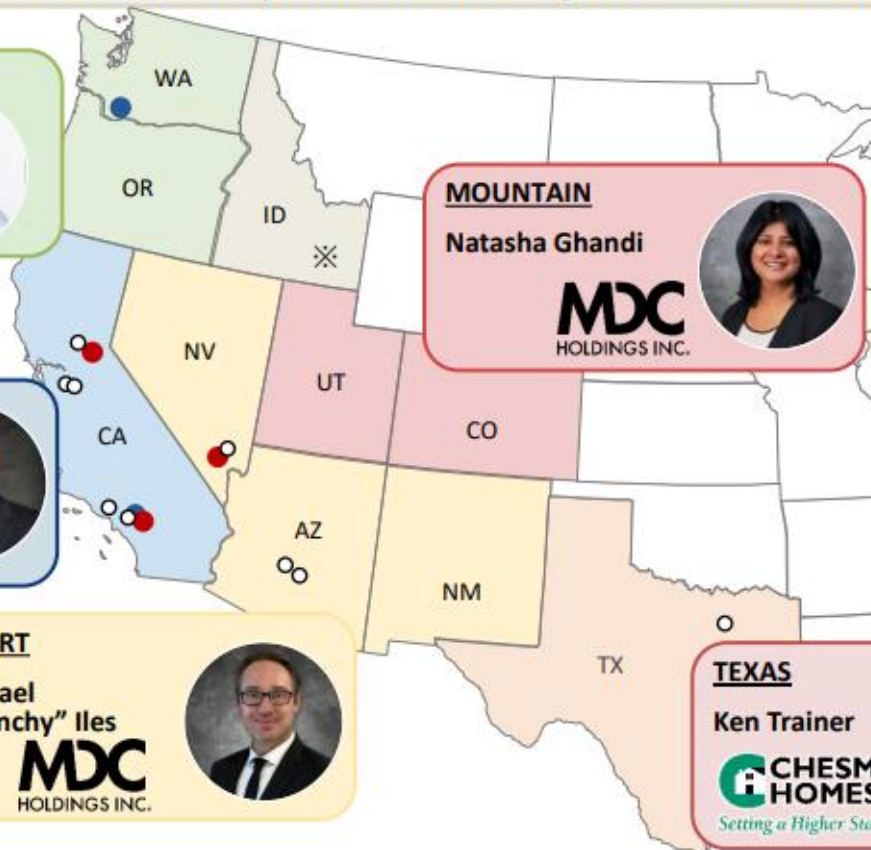 WA
OR
ID
※
MOUNTAIN
Natasha Ghandi
MDC
HOLDINGS INC.
NV
UT
CO
CA
AZ
NM
TX
RT
ael
nchy” Iles
MDC
HOLDINGS INC.
TEXAS
Ken Trainer
CHESM
HOMES
Setting a Higher Sta